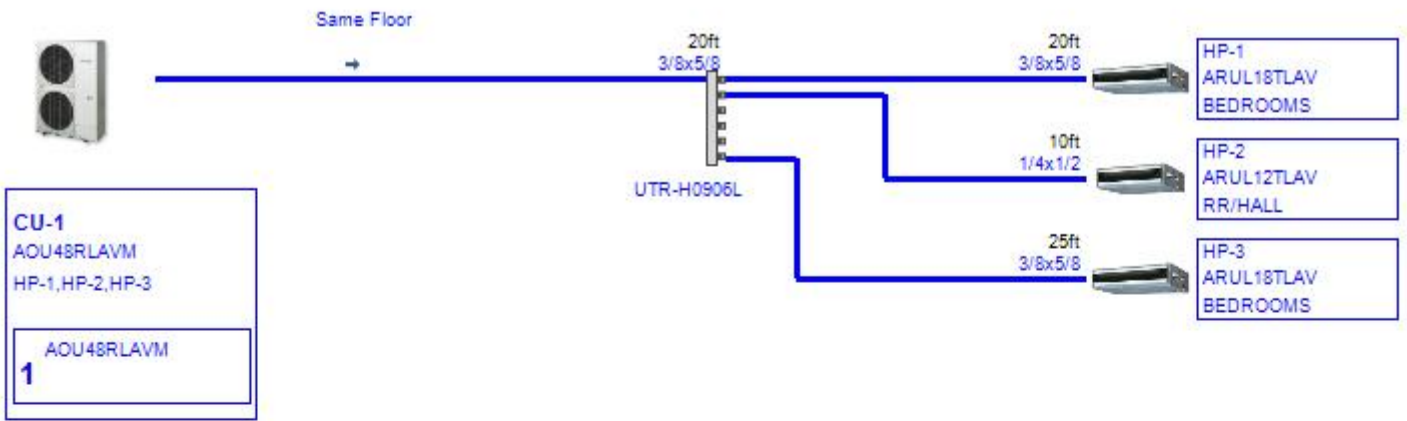 Same Floor
20ft
3/8x5/8
UTR-H0906L
20ft
3/8x5/8
HP-1
ARUL18TLAV
BEDROOMS
10ft
1/4x1/2
HP-2
ARUL12TLAV
RR/HALL
25ft
3/8x5/8
HP-3
ARUL18TLAV
BEDROOMS
CU-1
AOU48RLAVM
HP-1,HP-2,HP-3
AOU48RLAVM
1